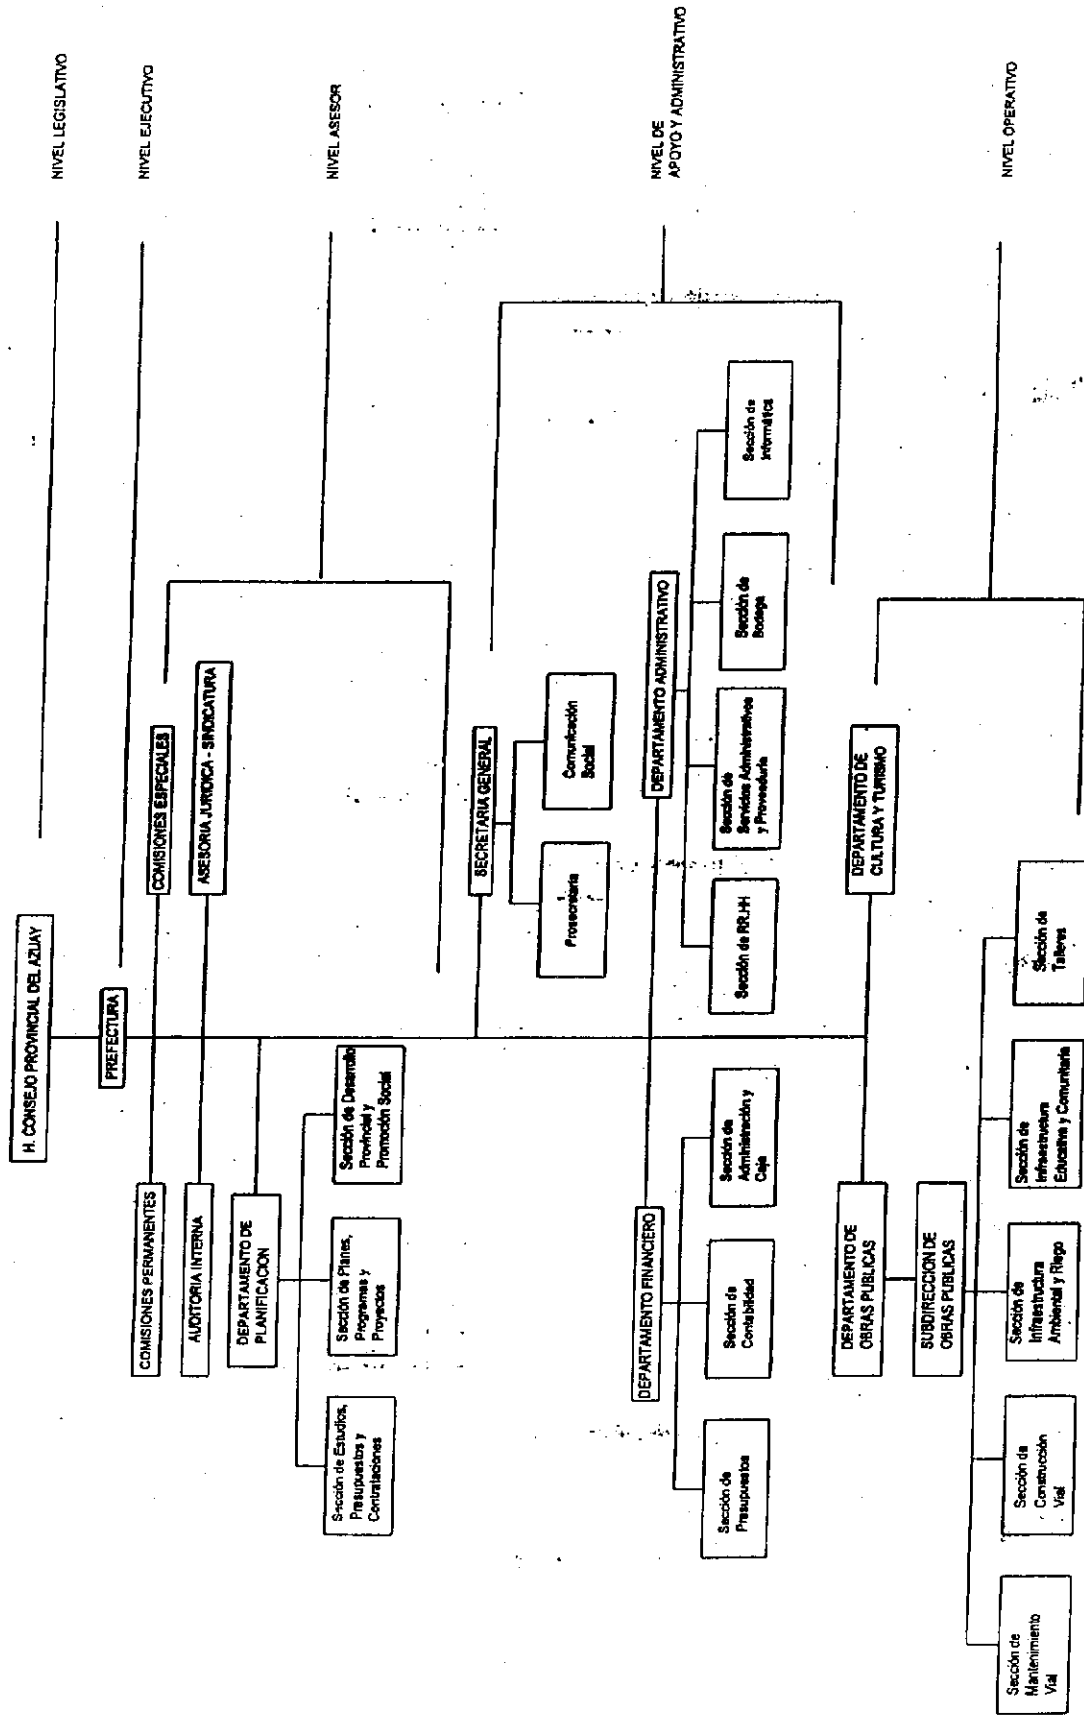 H. CONSEJO PROVINCIAL DEL AZUAY
NIVEL LEGISLATIVO
PREFECTURA
NIVEL EJECUTIVO
COMISIONES PERMANENTES
COMISIONES ESPECIALES
AUDITORIA INTERNA
ASESORIA JURIDICA - SINDICATURA
DEPARTAMENTO DE
PLANIFICACION
NIVEL ASESOR
Sección de Estudios,
Presupuestos y
Contrataciones
Sección de Planes,
Programas y
Proyectos
Sección de Desarrollo
Provincial y
Promoción Social
SECRETARIA GENERAL
Prosecretaria
Comunicación
Social
DEPARTAMENTO FINANCIERO
DEPARTAMENTO ADMINISTRATIVO
NIVEL DE
APOYO Y ADMINISTRATIVO
Sección de
Presupuestos
Sección de
Contabilidad
Sección de
Administración y
Caja
Sección de RR.HH
Sección de
Servicios Administrativos
y Proveeduría
Sección de
Bodega
Sección de
Informática
DEPARTAMENTO DE
OBRAS PUBLICAS
DEPARTAMENTO DE
CULTURA Y TURISMO
SUBDIRECCION DE
OBRAS PUBLICAS
NIVEL OPERATIVO
Sección de
Mantenimiento
Vial
Sección de
Construcción
Vial
Sección de
Infraestructura
Ambiental y Riego
Sección de
Infraestructura
Educativa y Comunitaria
Sección de
Talleres